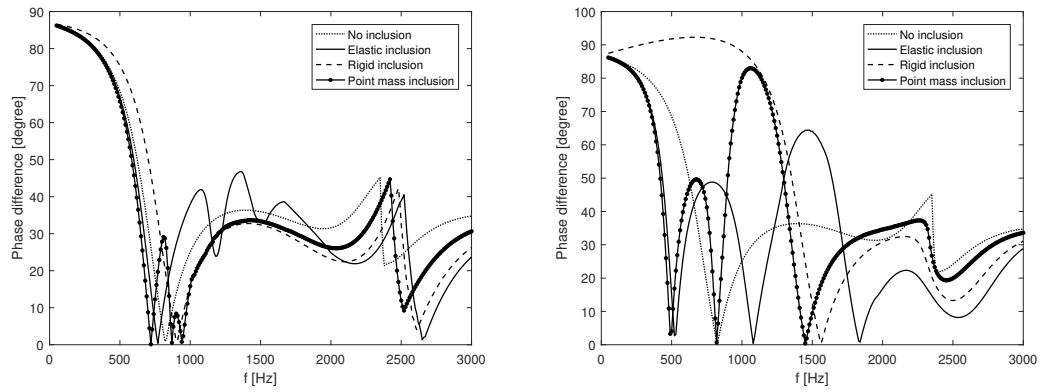 90
80
70
60
50
40
30
20
10
0
Phase difference [degree]
0 500 1000 1500 2000 2500 3000
f [Hz]
No inclusion
Elastic inclusion
Rigid inclusion
Point mass inclusion
100
90
80
70
60
50
40
30
20
10
0
Phase difference [degree]
0 500 1000 1500 2000 2500 3000
f [Hz]
No inclusion
Elastic inclusion
Rigid inclusion
Point mass inclusion